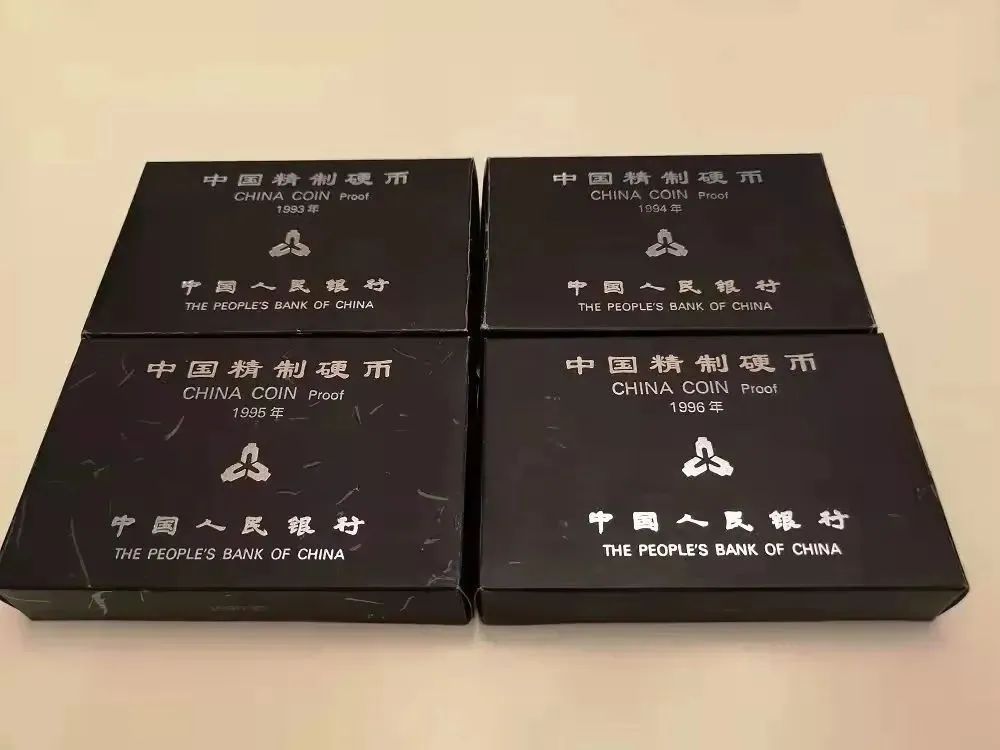 中国精制硬币
CHINA COIN Proof
1993年
中国人民银行
THE PEOPLE'S BANK OF CHINA
中国精制硬币
CHINA COIN Proof
1994年
中国人民银行
THE PEOPLE'S BANK OF CHINA
中国精制硬币
CHINA COIN Proof
1995年
中国人民银行
THE PEOPLE'S BANK OF CHINA
中国精制硬币
CHINA COIN Proof
1996年
中国人民银行
THE PEOPLE'S BANK OF CHINA